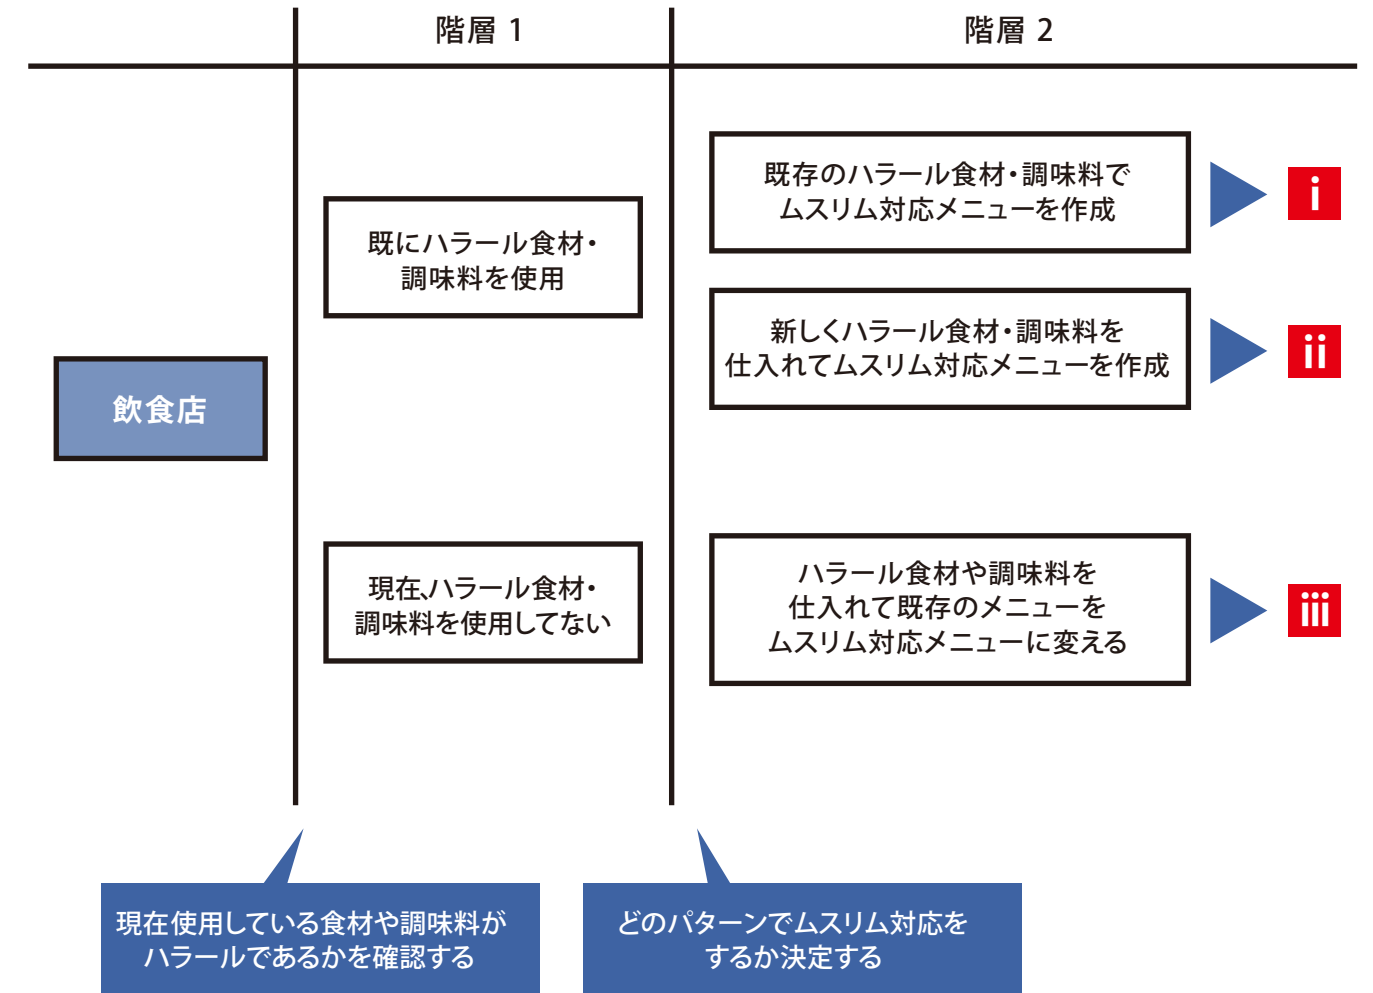 階層 1
階層 2
飲食店
既にハラール食材・
調味料を使用
既存のハラール食材・調味料で
ムスリム対応メニューを作成
i
新しくハラール食材・調味料を
仕入れてムスリム対応メニューを作成
ii
現在、ハラール食材・
調味料を使用してない
ハラール食材や調味料を
仕入れて既存のメニューを
ムスリム対応メニューに変える
iii
現在使用している食材や調味料が
ハラールであるかを確認する
どのパターンでムスリム対応を
するか決定する